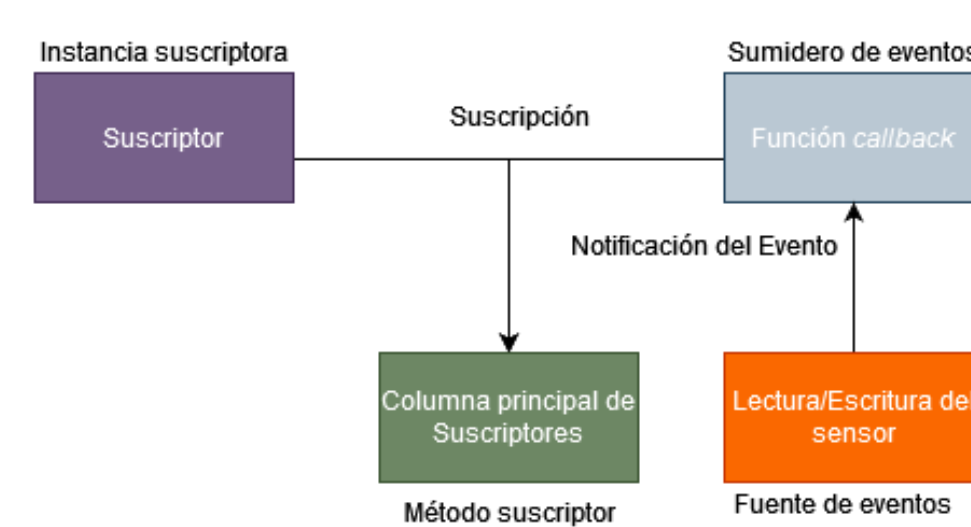 Instancia suscriptora
Sumidero de eventos
Suscriptor
Suscripción
Función callback
Notificación del Evento
Columna principal de
Suscriptores
Lectura/Escritura del
sensor
Método suscriptor
Fuente de eventos